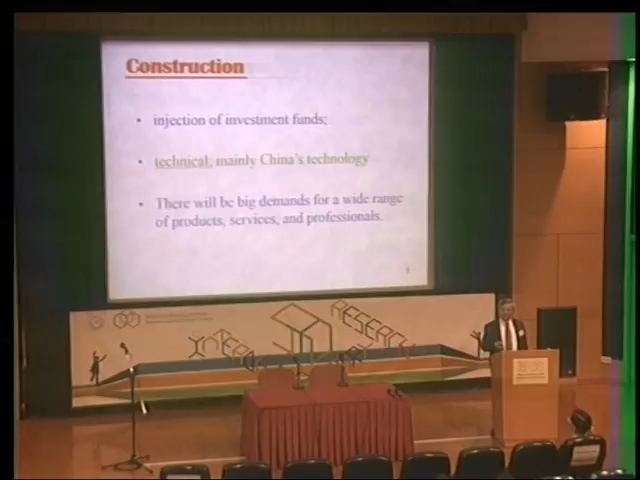 Construction
• injection of investment funds;
• technical; mainly China's technology
• There will be big demands for a wide range
of products, services, and professionals.
RESEARCH